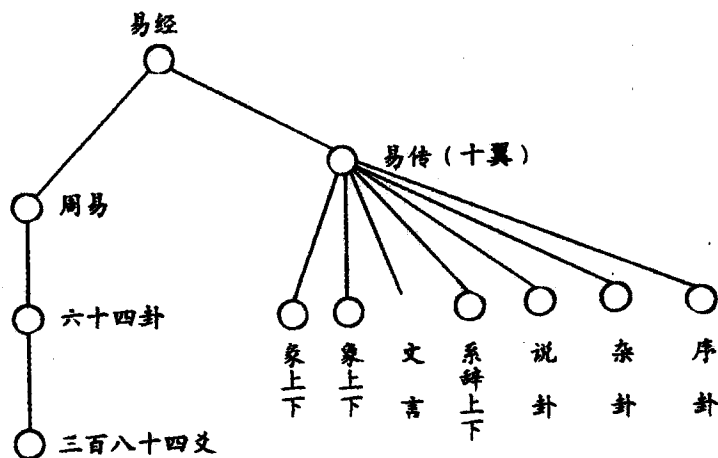 易经
易传(十翼)
周易
六十四卦
三百八十四爻
彖上下
象上下
文言
系辞上下
说卦
杂卦
序卦